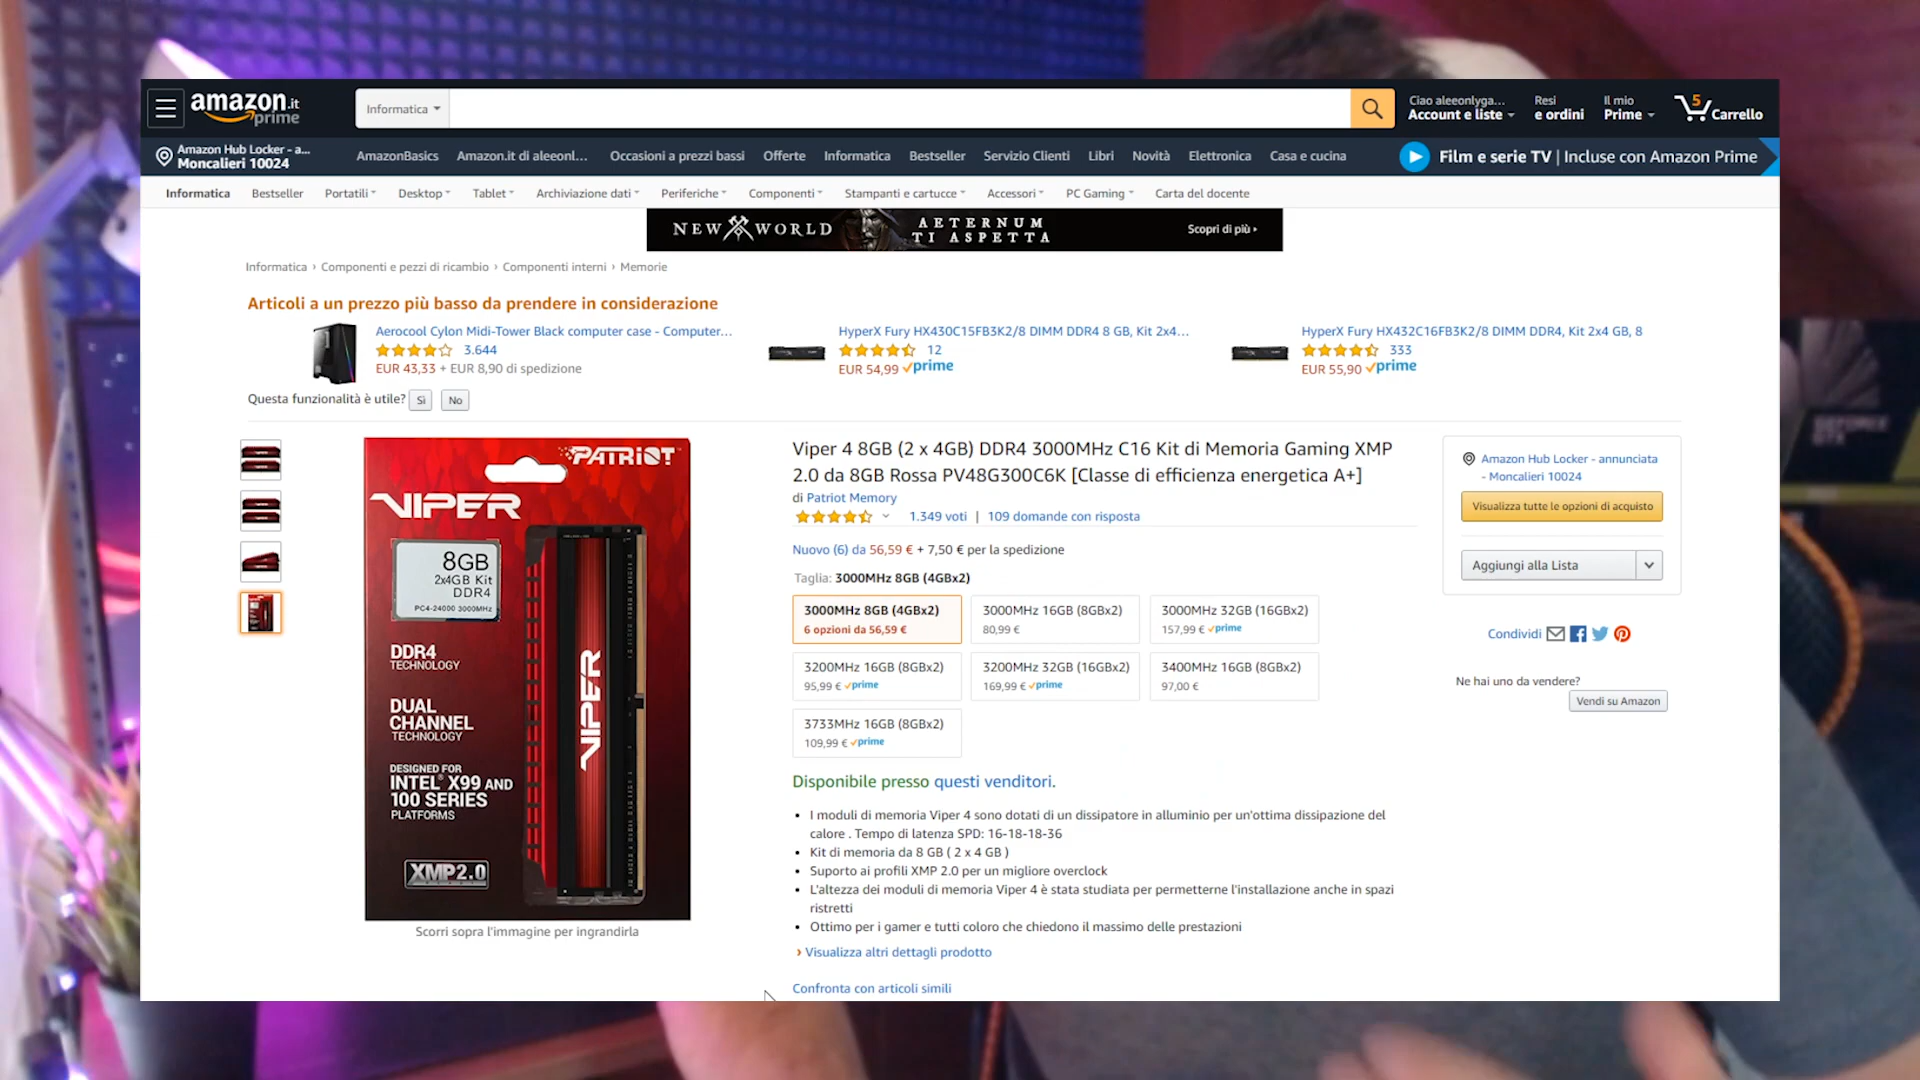 amazon.it
prime
Informatica
Ciao aleeonlyga...
Account e liste
Resi
e ordini
Il mio
Prime
5
Carrello
Amazon Hub Locker - a...
Moncalieri 10024
AmazonBasics
Amazon.it di aleeonl...
Occasioni a prezzi bassi
Offerte
Informatica
Bestseller
Servizio Clienti
Libri
Novità
Elettronica
Casa e cucina
Film e serie TV | Incluse con Amazon Prime
Informatica
Bestseller
Portatili
Desktop
Tablet
Archiviazione dati
Periferiche
Componenti
Stampanti e cartucce
Accessori
PC Gaming
Carta del docente
NEW WORLD
AETERNUM
TI ASPETTA
Scopri di più ›
Informatica › Componenti e pezzi di ricambio › Componenti interni › Memorie
Articoli a un prezzo più basso da prendere in considerazione
Aerocool Cylon Midi-Tower Black computer case - Computer...
3.644
EUR 43,33 + EUR 8,90 di spedizione
HyperX Fury HX430C15FB3K2/8 DIMM DDR4 8 GB, Kit 2x4...
12
EUR 54,99 prime
HyperX Fury HX432C16FB3K2/8 DIMM DDR4, Kit 2x4 GB, 8
333
EUR 55,90 prime
Questa funzionalità è utile? Sì No
PATRIOT
VIPER
8GB
2x4GB Kit
DDR4
PC4-24000 3000MHz
DDR4
TECHNOLOGY
DUAL
CHANNEL
TECHNOLOGY
DESIGNED FOR
INTEL® X99 AND
100 SERIES
PLATFORMS
XMP2.0
VIPER
Scorri sopra l'immagine per ingrandirla
Viper 4 8GB (2 x 4GB) DDR4 3000MHz C16 Kit di Memoria Gaming XMP
2.0 da 8GB Rossa PV48G300C6K [Classe di efficienza energetica A+]
di Patriot Memory
1.349 voti | 109 domande con risposta
Nuovo (6) da 56,59 € + 7,50 € per la spedizione
Taglia: 3000MHz 8GB (4GBx2)
3000MHz 8GB (4GBx2)
6 opzioni da 56,59 €
3000MHz 16GB (8GBx2)
80,99 €
3000MHz 32GB (16GBx2)
157,99 € prime
3200MHz 16GB (8GBx2)
95,99 € prime
3200MHz 32GB (16GBx2)
169,99 € prime
3400MHz 16GB (8GBx2)
97,00 €
3733MHz 16GB (8GBx2)
109,99 € prime
Disponibile presso questi venditori.
• I moduli di memoria Viper 4 sono dotati di un dissipatore in alluminio per un'ottima dissipazione del
calore . Tempo di latenza SPD: 16-18-18-36
• Kit di memoria da 8 GB ( 2 x 4 GB )
• Suporto ai profili XMP 2.0 per un migliore overclock
• L'altezza dei moduli di memoria Viper 4 è stata studiata per permetterne l'installazione anche in spazi
ristretti
• Ottimo per i gamer e tutti coloro che chiedono il massimo delle prestazioni
› Visualizza altri dettagli prodotto
Confronta con articoli simili
Amazon Hub Locker - annunciata
- Moncalieri 10024
Visualizza tutte le opzioni di acquisto
Aggiungi alla Lista
Condividi
Ne hai uno da vendere?
Vendi su Amazon